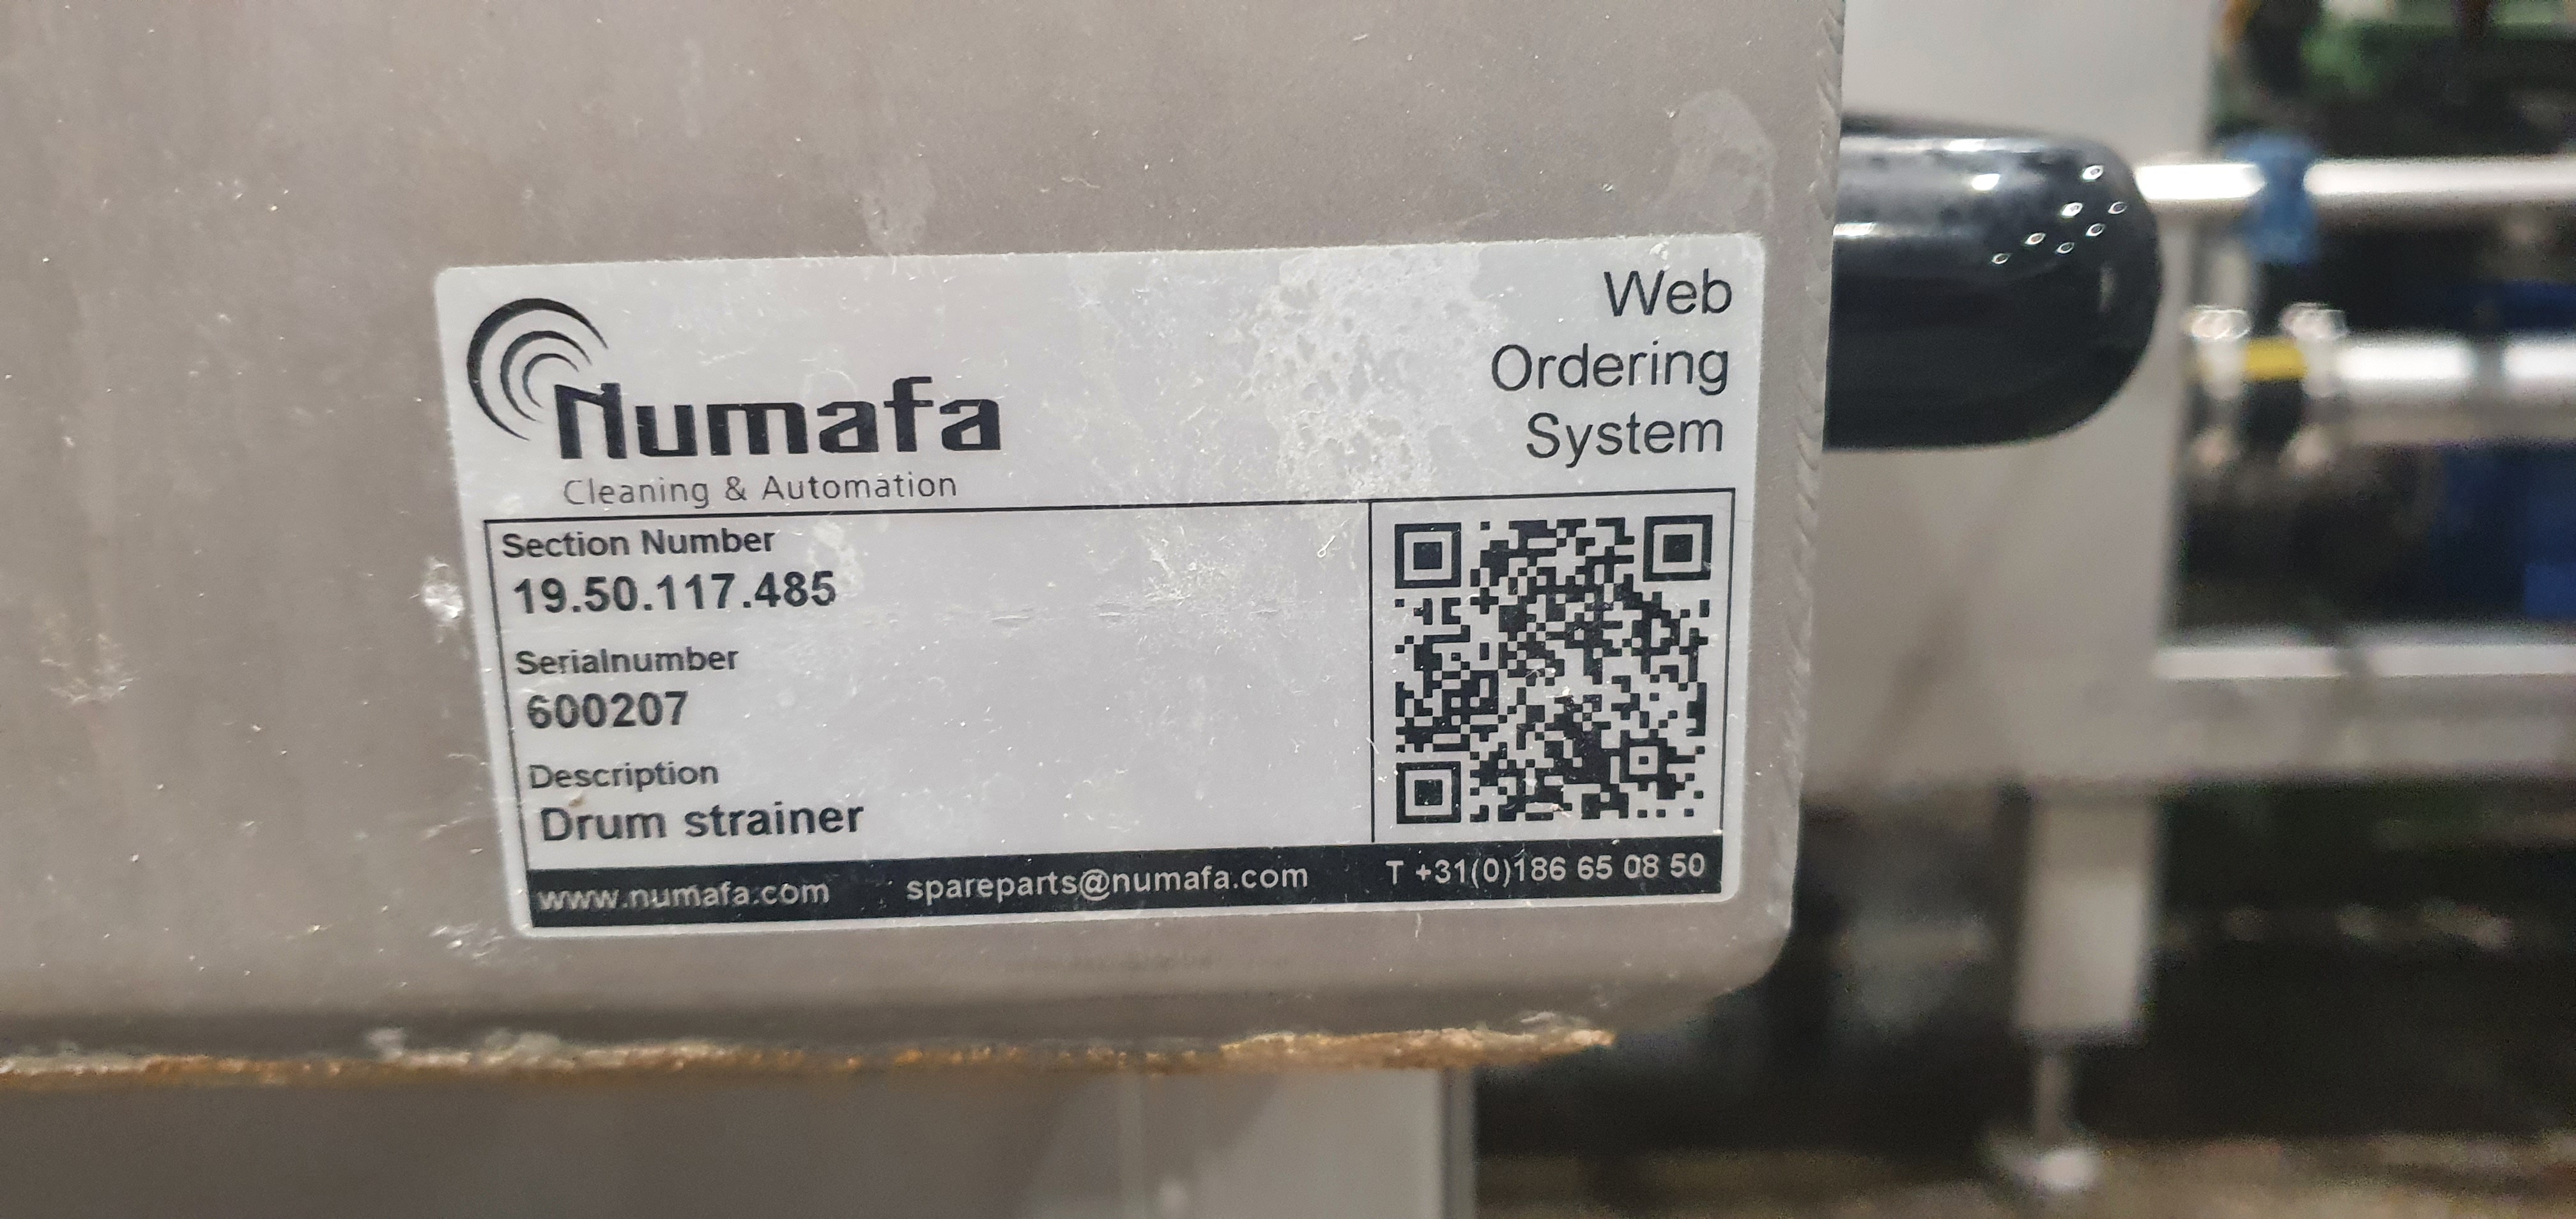 Numafa
Cleaning & Automation
Web
Ordering
System
Section Number
19.50.117.485
Serialnumber
600207
Description
Drum strainer
www.numafa.com spareparts@numafa.com T +31(0)186 65 08 50